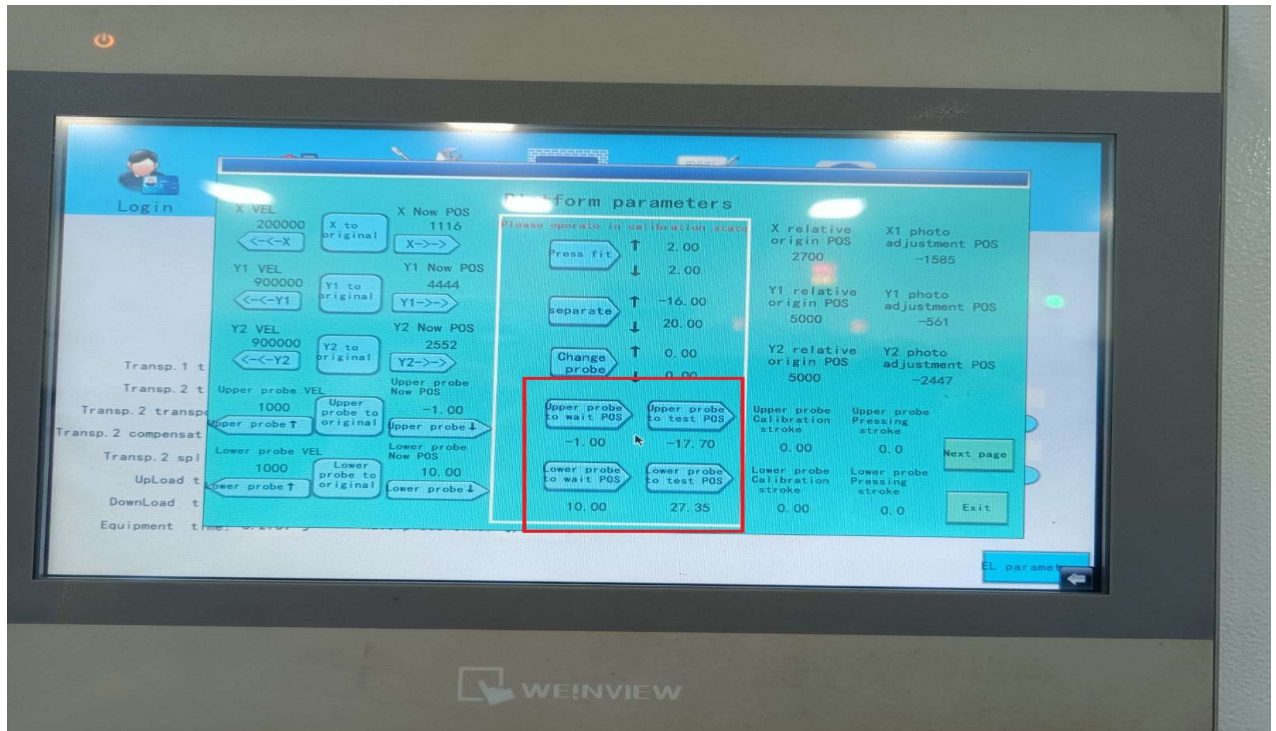 Login
Platform parameters
Please operate in calibration state
X VEL
200000
<-<-X
X to
original
X Now POS
1116
X->->
Y1 VEL
900000
<-<-Y1
Y1 to
original
Y1 Now POS
4444
Y1->->
Y2 VEL
900000
<-<-Y2
Y2 to
original
Y2 Now POS
2552
Y2->->
Upper probe VEL
1000
Upper probe↑
Upper
probe to
original
Upper probe
Now POS
-1.00
Upper probe↓
Lower probe VEL
1000
Lower probe↑
Lower
probe to
original
Lower probe
Now POS
10.00
Lower probe↓
Press fit
↑ 2.00
↓ 2.00
separate
↑ -16.00
↓ 20.00
Change
probe
↑ 0.00
↓ 0.00
Upper probe
to wait POS
-1.00
Upper probe
to test POS
-17.70
Lower probe
to wait POS
10.00
Lower probe
to test POS
27.35
X relative
origin POS
2700
X1 photo
adjustment POS
-1585
Y1 relative
origin POS
5000
Y1 photo
adjustment POS
-561
Y2 relative
origin POS
5000
Y2 photo
adjustment POS
-2447
Upper probe
Calibration
stroke
0.00
Upper probe
Pressing
stroke
0.0
Lower probe
Calibration
stroke
0.00
Lower probe
Pressing
stroke
0.0
Next page
Exit
Transp.1 t
Transp.2 t
Transp.2 transpo
Transp.2 compensat
Transp.2 spl
UpLoad t
DownLoad t
Equipment
EL paramet
WEINVIEW